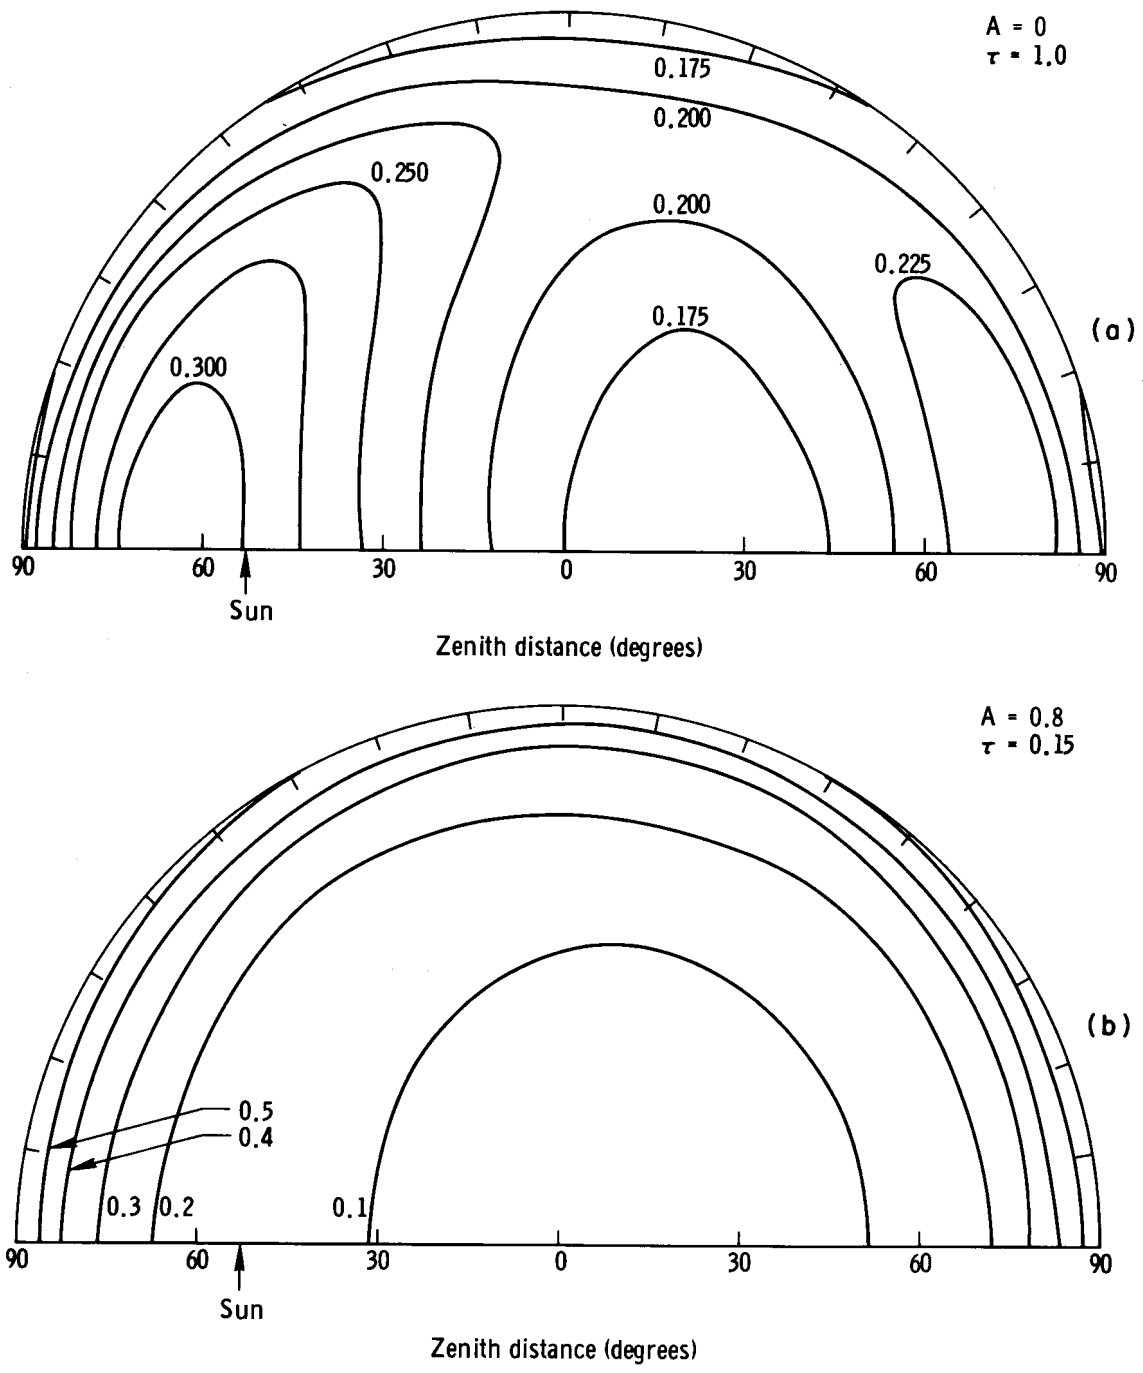 A = 0
τ = 1.0
0.175
0.200
0.250
0.200
0.225
0.175
(a)
0.300
90 60 30 0 30 60 90
Sun
Zenith distance (degrees)
A = 0.8
τ = 0.15
(b)
0.5
0.4
0.3 0.2 0.1
90 60 30 0 30 60 90
Sun
Zenith distance (degrees)